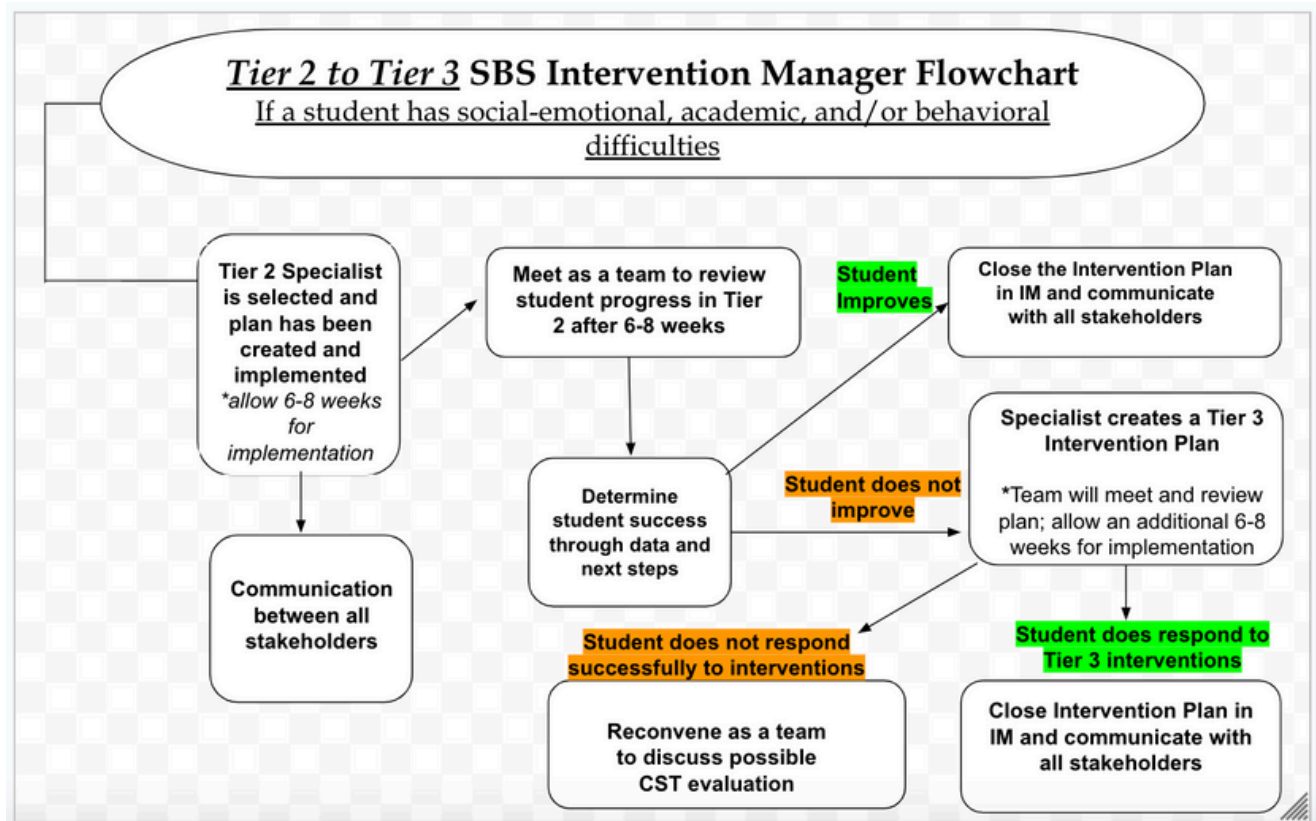 Tier 2 to Tier 3 SBS Intervention Manager Flowchart
If a student has social-emotional, academic, and/or behavioral
difficulties
Tier 2 Specialist
is selected and
plan has been
created and
implemented
*allow 6-8 weeks
for
implementation
Communication
between all
stakeholders
Meet as a team to review
student progress in Tier
2 after 6-8 weeks
Determine
student success
through data and
next steps
Student
Improves
Close the Intervention Plan
in IM and communicate
with all stakeholders
Student does not
improve
Specialist creates a Tier 3
Intervention Plan
*Team will meet and review
plan; allow an additional 6-8
weeks for implementation
Student does not respond
successfully to interventions
Reconvene as a team
to discuss possible
CST evaluation
Student does respond to
Tier 3 interventions
Close Intervention Plan in
IM and communicate with
all stakeholders